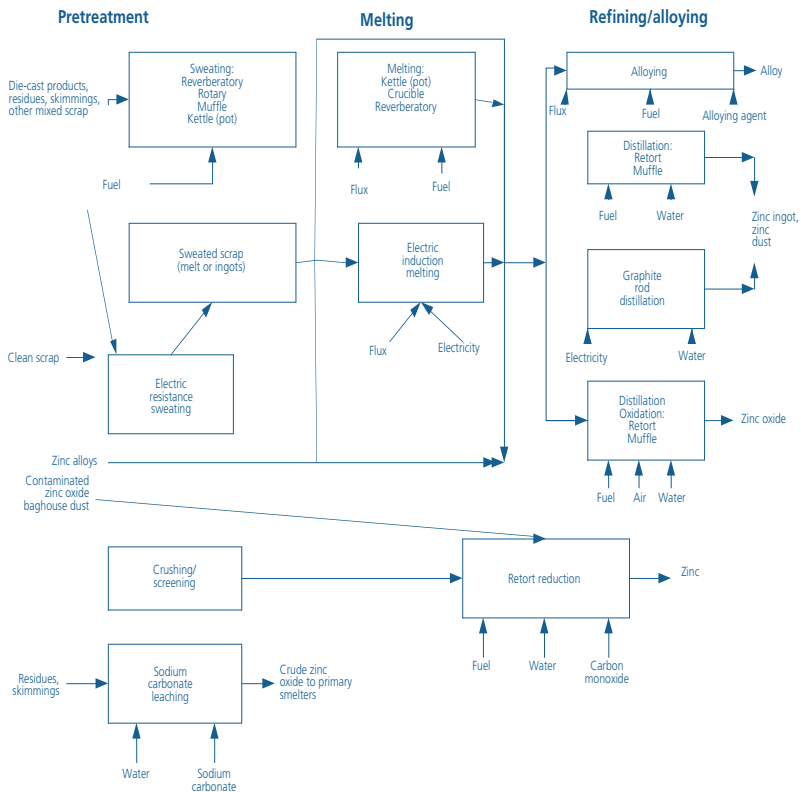 Pretreatment
Melting
Refining/alloying
Die-cast products,
residues, skimmings,
other mixed scrap
Sweating:
Reverberatory
Rotary
Muffle
Kettle (pot)
Fuel
Melting:
Kettle (pot)
Crucible
Reverberatory
Flux
Fuel
Alloying
Alloy
Flux
Fuel
Alloying agent
Distillation:
Retort
Muffle
Fuel
Water
Zinc ingot,
zinc
dust
Sweated scrap
(melt or ingots)
Electric
induction
melting
Flux
Electricity
Graphite
rod
distillation
Electricity
Water
Clean scrap
Electric
resistance
sweating
Distillation
Oxidation:
Retort
Muffle
Zinc oxide
Fuel
Air
Water
Zinc alloys
Contaminated
zinc oxide
baghouse dust
Crushing/
screening
Retort reduction
Zinc
Fuel
Water
Carbon
monoxide
Residues,
skimmings
Sodium
carbonate
leaching
Crude zinc
oxide to primary
smelters
Water
Sodium
carbonate